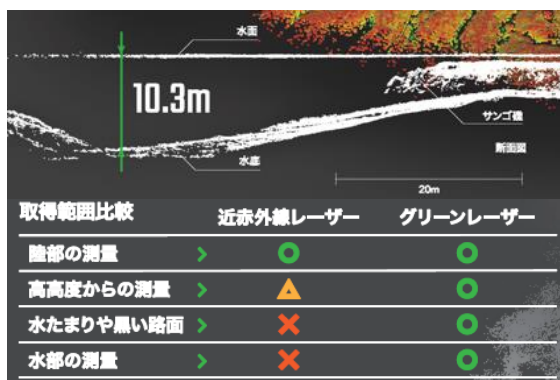 水面
10.3m
サンゴ礁
断面図
水底
20m
取得範囲比較 近赤外線レーザー グリーンレーザー
陸部の測量 > ○ ○
高高度からの測量 > △ ○
水たまりや黒い路面 > × ○
水部の測量 > × ○